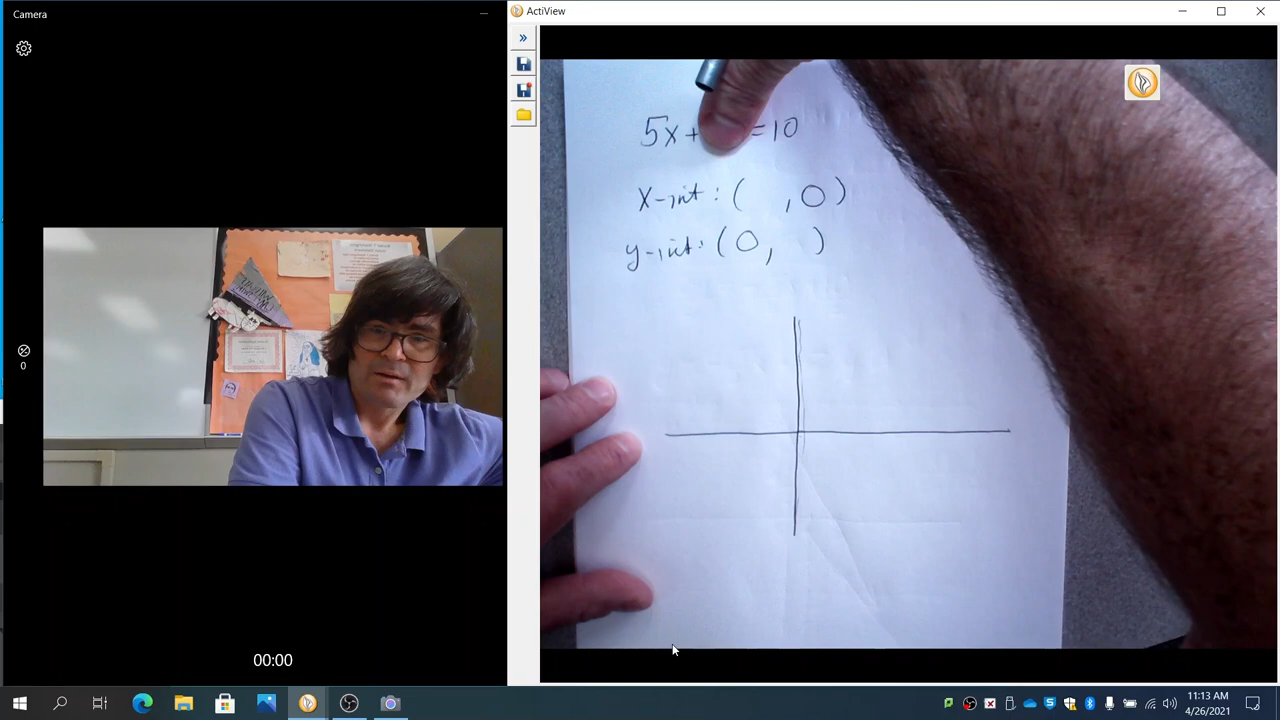 Camera
ActiView
5x+ =10
x-int: ( ,0)
y-int: (0, )
0
00:00
11:13 AM
4/26/2021